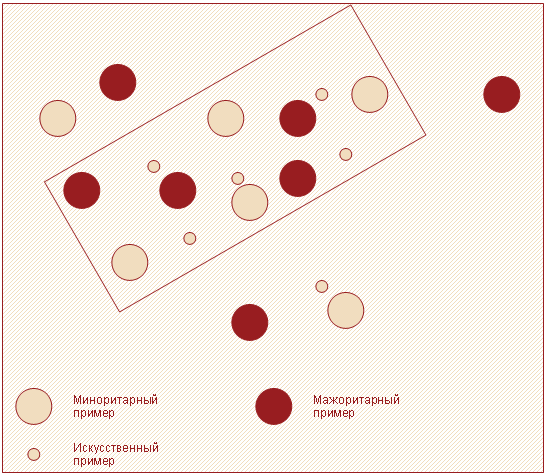 Миноритарный
пример
Мажоритарный
пример
Искусственный
пример